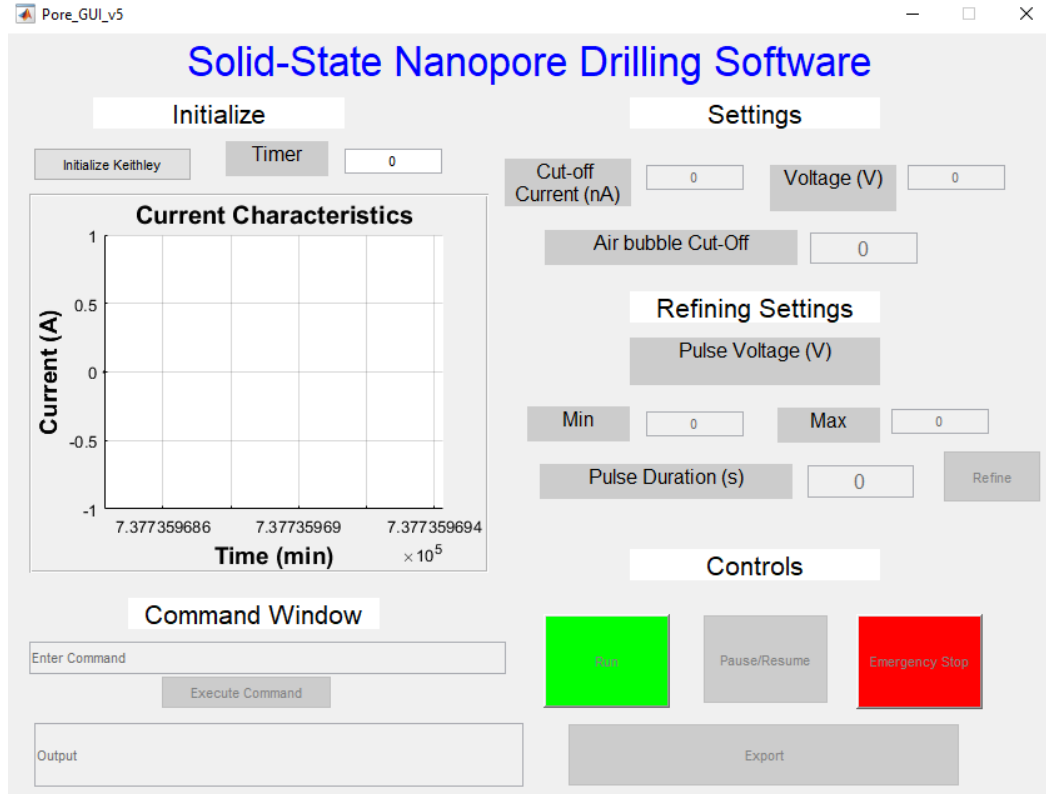 Pore_GUI_v5
Solid-State Nanopore Drilling Software
Initialize
Settings
Initialize Keithley
Timer
0
Cut-off
Current (nA)
0
Voltage (V)
0
Air bubble Cut-Off
0
Current Characteristics
1
0.5
0
-0.5
-1
Current (A)
7.377359686
7.37735969
7.377359694
Time (min)
×10^5
Refining Settings
Pulse Voltage (V)
Min
0
Max
0
Pulse Duration (s)
0
Refine
Command Window
Enter Command
Execute Command
Output
Controls
Run
Pause/Resume
Emergency Stop
Export